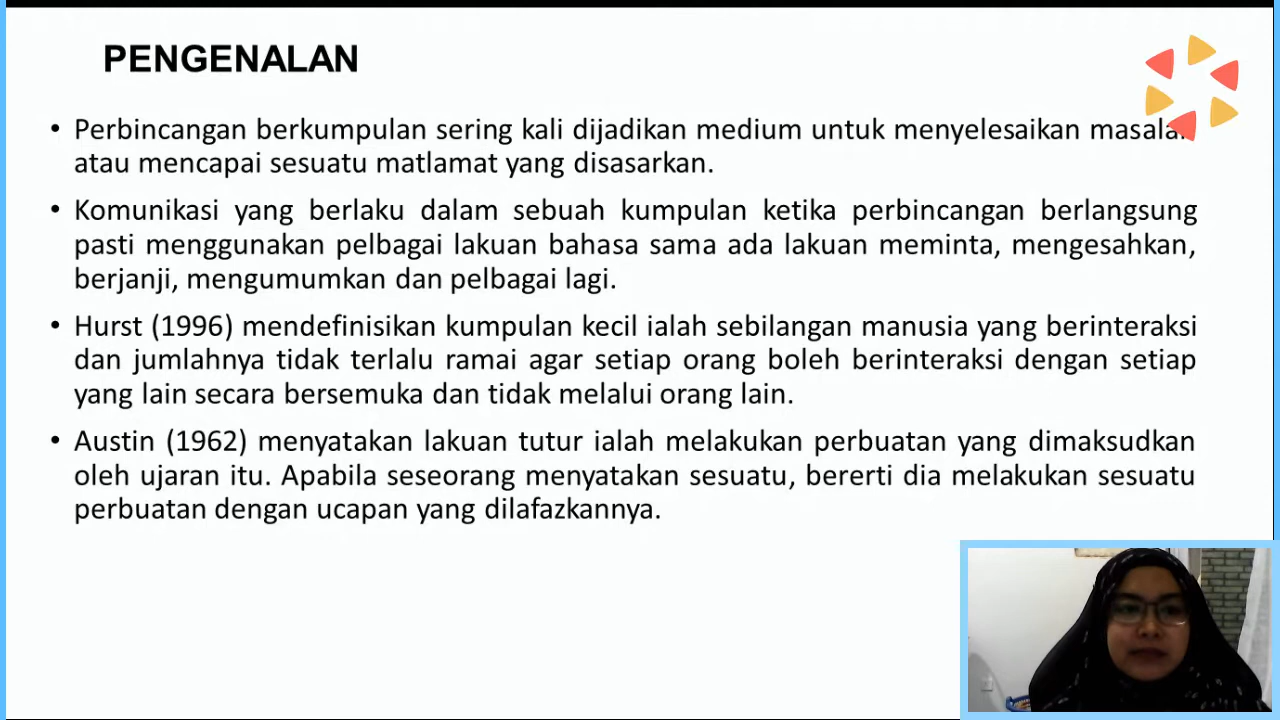 PENGENALAN
• Perbincangan berkumpulan sering kali dijadikan medium untuk menyelesaikan masalah
atau mencapai sesuatu matlamat yang disasarkan.
• Komunikasi yang berlaku dalam sebuah kumpulan ketika perbincangan berlangsung
pasti menggunakan pelbagai lakuan bahasa sama ada lakuan meminta, mengesahkan,
berjanji, mengumumkan dan pelbagai lagi.
• Hurst (1996) mendefinisikan kumpulan kecil ialah sebilangan manusia yang berinteraksi
dan jumlahnya tidak terlalu ramai agar setiap orang boleh berinteraksi dengan setiap
yang lain secara bersemuka dan tidak melalui orang lain.
• Austin (1962) menyatakan lakuan tutur ialah melakukan perbuatan yang dimaksudkan
oleh ujaran itu. Apabila seseorang menyatakan sesuatu, bererti dia melakukan sesuatu
perbuatan dengan ucapan yang dilafazkannya.